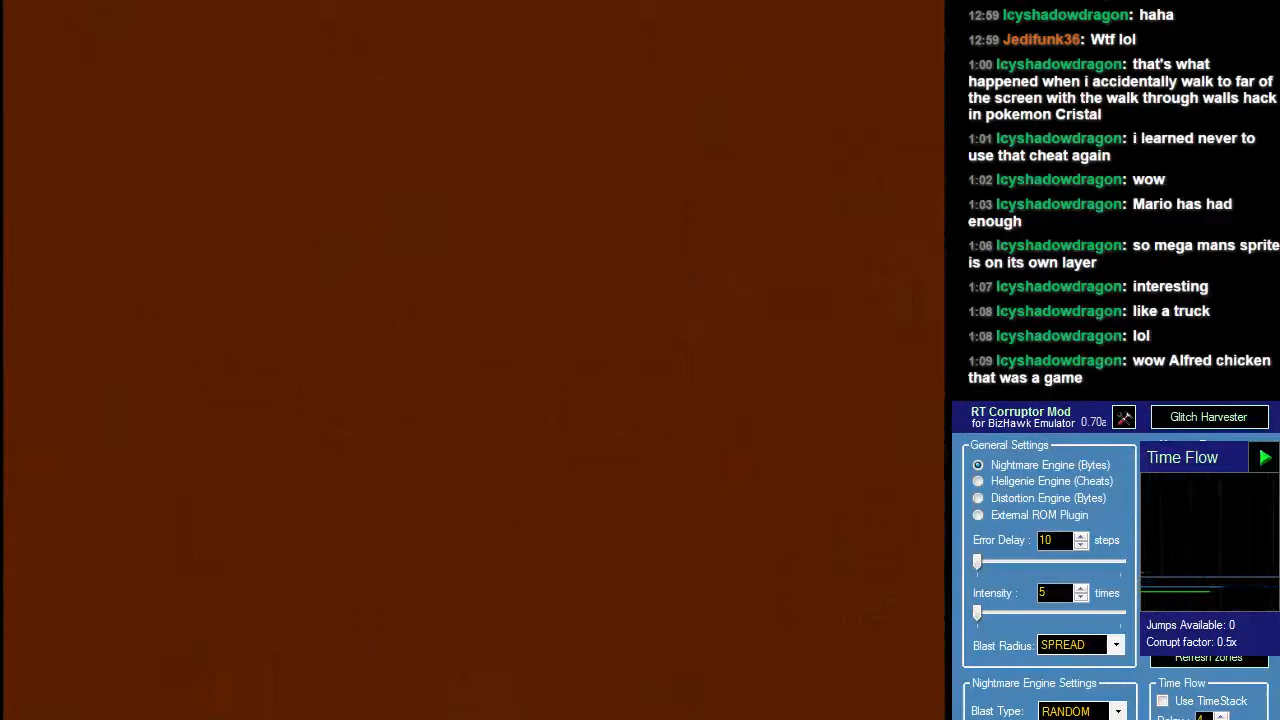 12:59 Icyshadowdragon: haha
12:59 Jedifunk36: Wtf lol
1:00 Icyshadowdragon: that's what
happened when i accidentally walk to far of
the screen with the walk through walls hack
in pokemon Cristal
1:01 Icyshadowdragon: i learned never to
use that cheat again
1:02 Icyshadowdragon: wow
1:03 Icyshadowdragon: Mario has had
enough
1:06 Icyshadowdragon: so mega mans sprite
is on its own layer
1:07 Icyshadowdragon: interesting
1:08 Icyshadowdragon: like a truck
1:08 Icyshadowdragon: lol
1:09 Icyshadowdragon: wow Alfred chicken
that was a game
RT Corruptor Mod
for BizHawk Emulator 0.70a
Glitch Harvester
General Settings
Nightmare Engine (Bytes)
Hellgenie Engine (Cheats)
Distortion Engine (Bytes)
External ROM Plugin
Error Delay : 10 steps
Intensity : 5 times
Blast Radius: SPREAD
Time Flow
Jumps Available: 0
Corrupt factor: 0.5x
Refresh zones
Nightmare Engine Settings
Blast Type: RANDOM
Time Flow
Use TimeStack